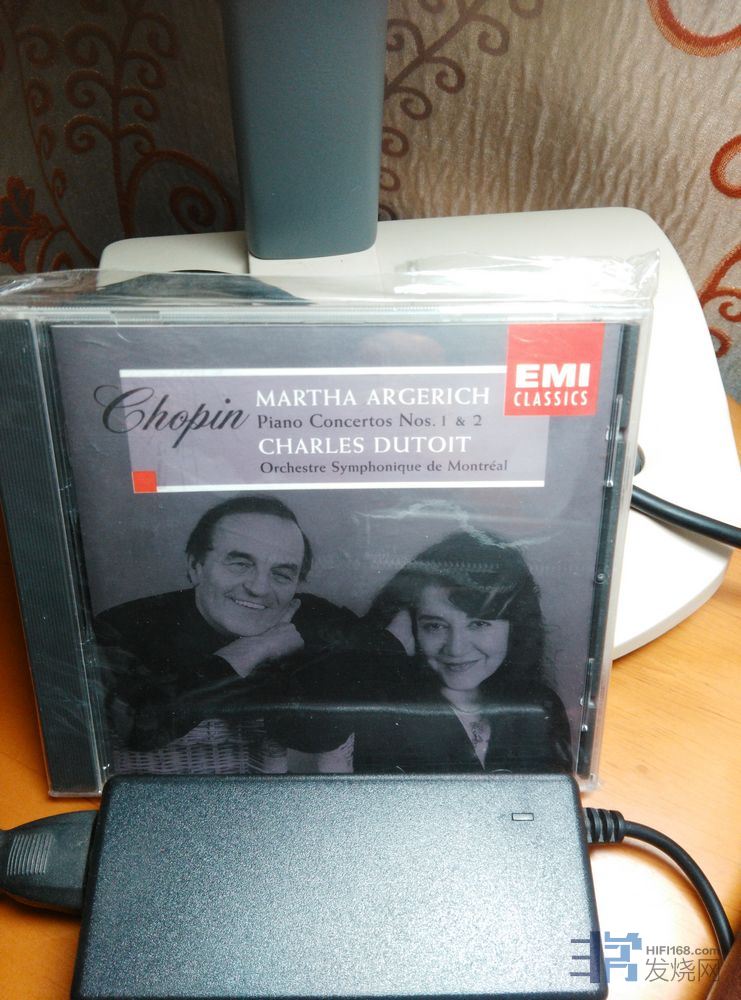 Chopin
MARTHA ARGERICH
Piano Concertos Nos. 1 & 2
CHARLES DUTOIT
Orchestre Symphonique de Montréal
EMI
CLASSICS
HIFI168.com
发烧网